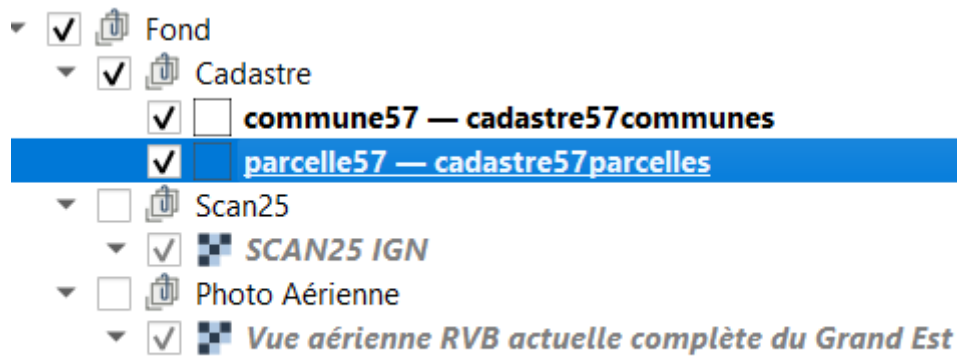 Fond
Cadastre
commune57 — cadastre57communes
parcelle57 — cadastre57parcelles
Scan25
SCAN25 IGN
Photo Aérienne
Vue aérienne RVB actuelle complète du Grand Est